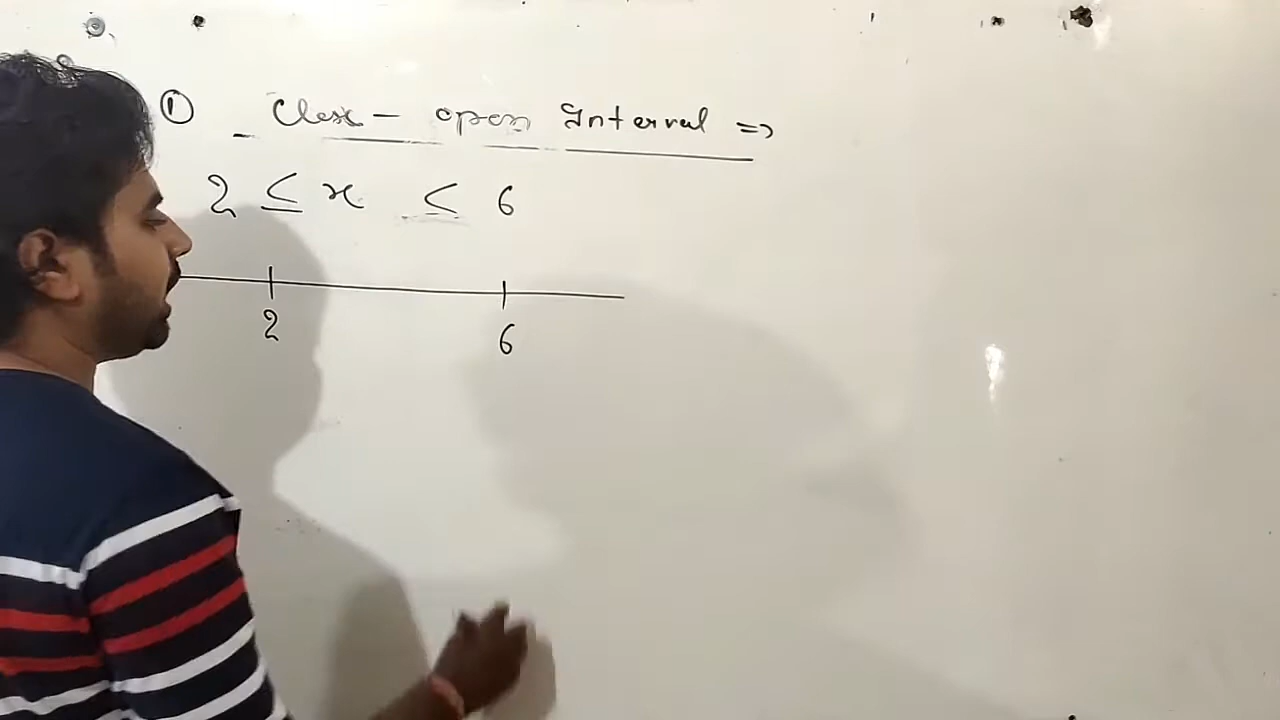 ① Close - open Interval =>
2 ≤ x ≤ 6
2 6